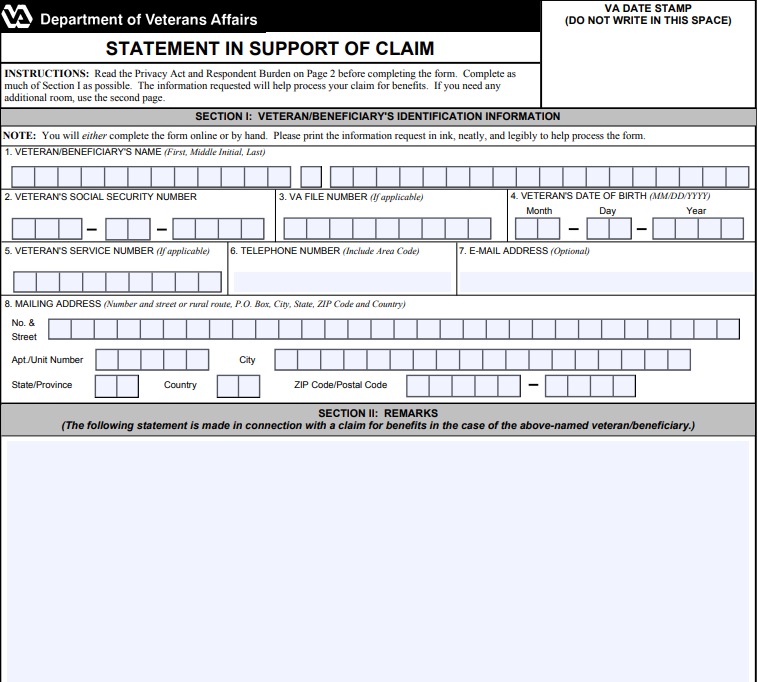 VA Department of Veterans Affairs
VA DATE STAMP
(DO NOT WRITE IN THIS SPACE)
STATEMENT IN SUPPORT OF CLAIM
INSTRUCTIONS: Read the Privacy Act and Respondent Burden on Page 2 before completing the form. Complete as
much of Section I as possible. The information requested will help process your claim for benefits. If you need any
additional room, use the second page.
SECTION I: VETERAN/BENEFICIARY'S IDENTIFICATION INFORMATION
NOTE: You will either complete the form online or by hand. Please print the information request in ink, neatly, and legibly to help process the form.
1. VETERAN/BENEFICIARY'S NAME (First, Middle Initial, Last)
2. VETERAN'S SOCIAL SECURITY NUMBER
3. VA FILE NUMBER (If applicable)
4. VETERAN'S DATE OF BIRTH (MM/DD/YYYY)
Month Day Year
5. VETERAN'S SERVICE NUMBER (If applicable)
6. TELEPHONE NUMBER (Include Area Code)
7. E-MAIL ADDRESS (Optional)
8. MAILING ADDRESS (Number and street or rural route, P.O. Box, City, State, ZIP Code and Country)
No. &
Street
Apt./Unit Number City
State/Province Country ZIP Code/Postal Code
SECTION II: REMARKS
(The following statement is made in connection with a claim for benefits in the case of the above-named veteran/beneficiary.)